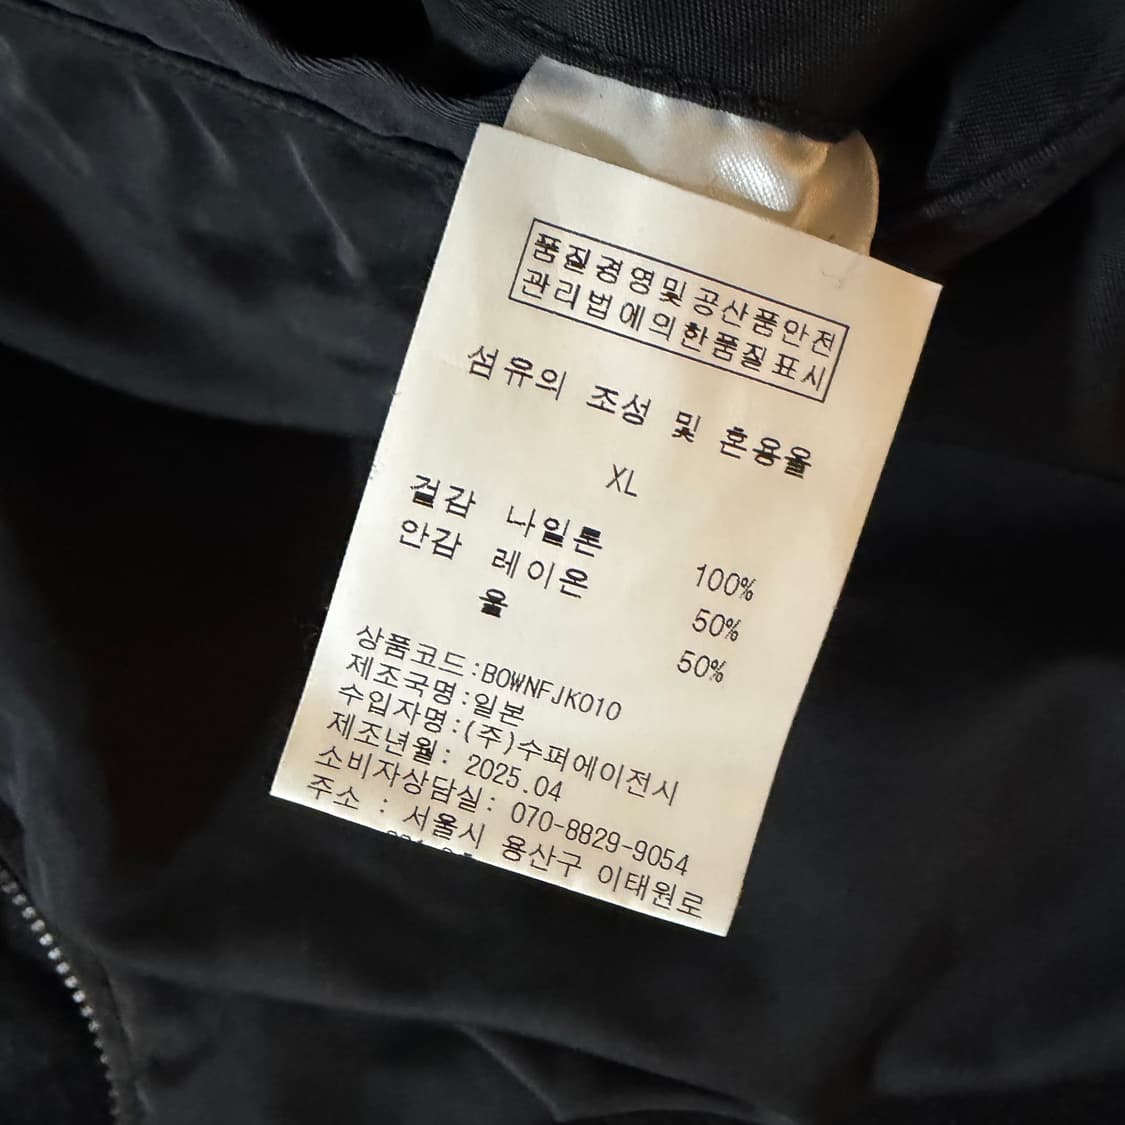 품질경영및공산품안전
관리법에의한품질표시
섬유의 조성 및 혼용율
XL
겉감 나일론 100%
안감 레이온 50%
울 50%
상품코드:BOWNFJK010
제조국명:일본
수입자명:(주)수퍼에이전시
제조년월: 2025.04
소비자상담실: 070-8829-9054
주소 : 서울시 용산구 이태원로